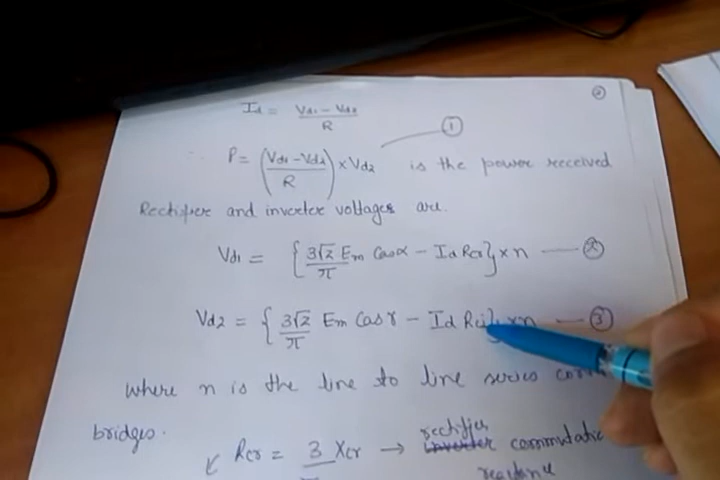 ②
Id = Vd1 - Vd2 / R
P = (Vd1 - Vd2 / R) × Vd2 is the power received ①
Rectifier and inverter voltages are.
Vd1 = {3√2/π Em Cosα - Id Rcr} × n — ②
Vd2 = {3√2/π Em Cos γ - Id Rci} × n — ③
where n is the line to line series
bridges.
Rcr = 3 Xcr → rectifier
reactance